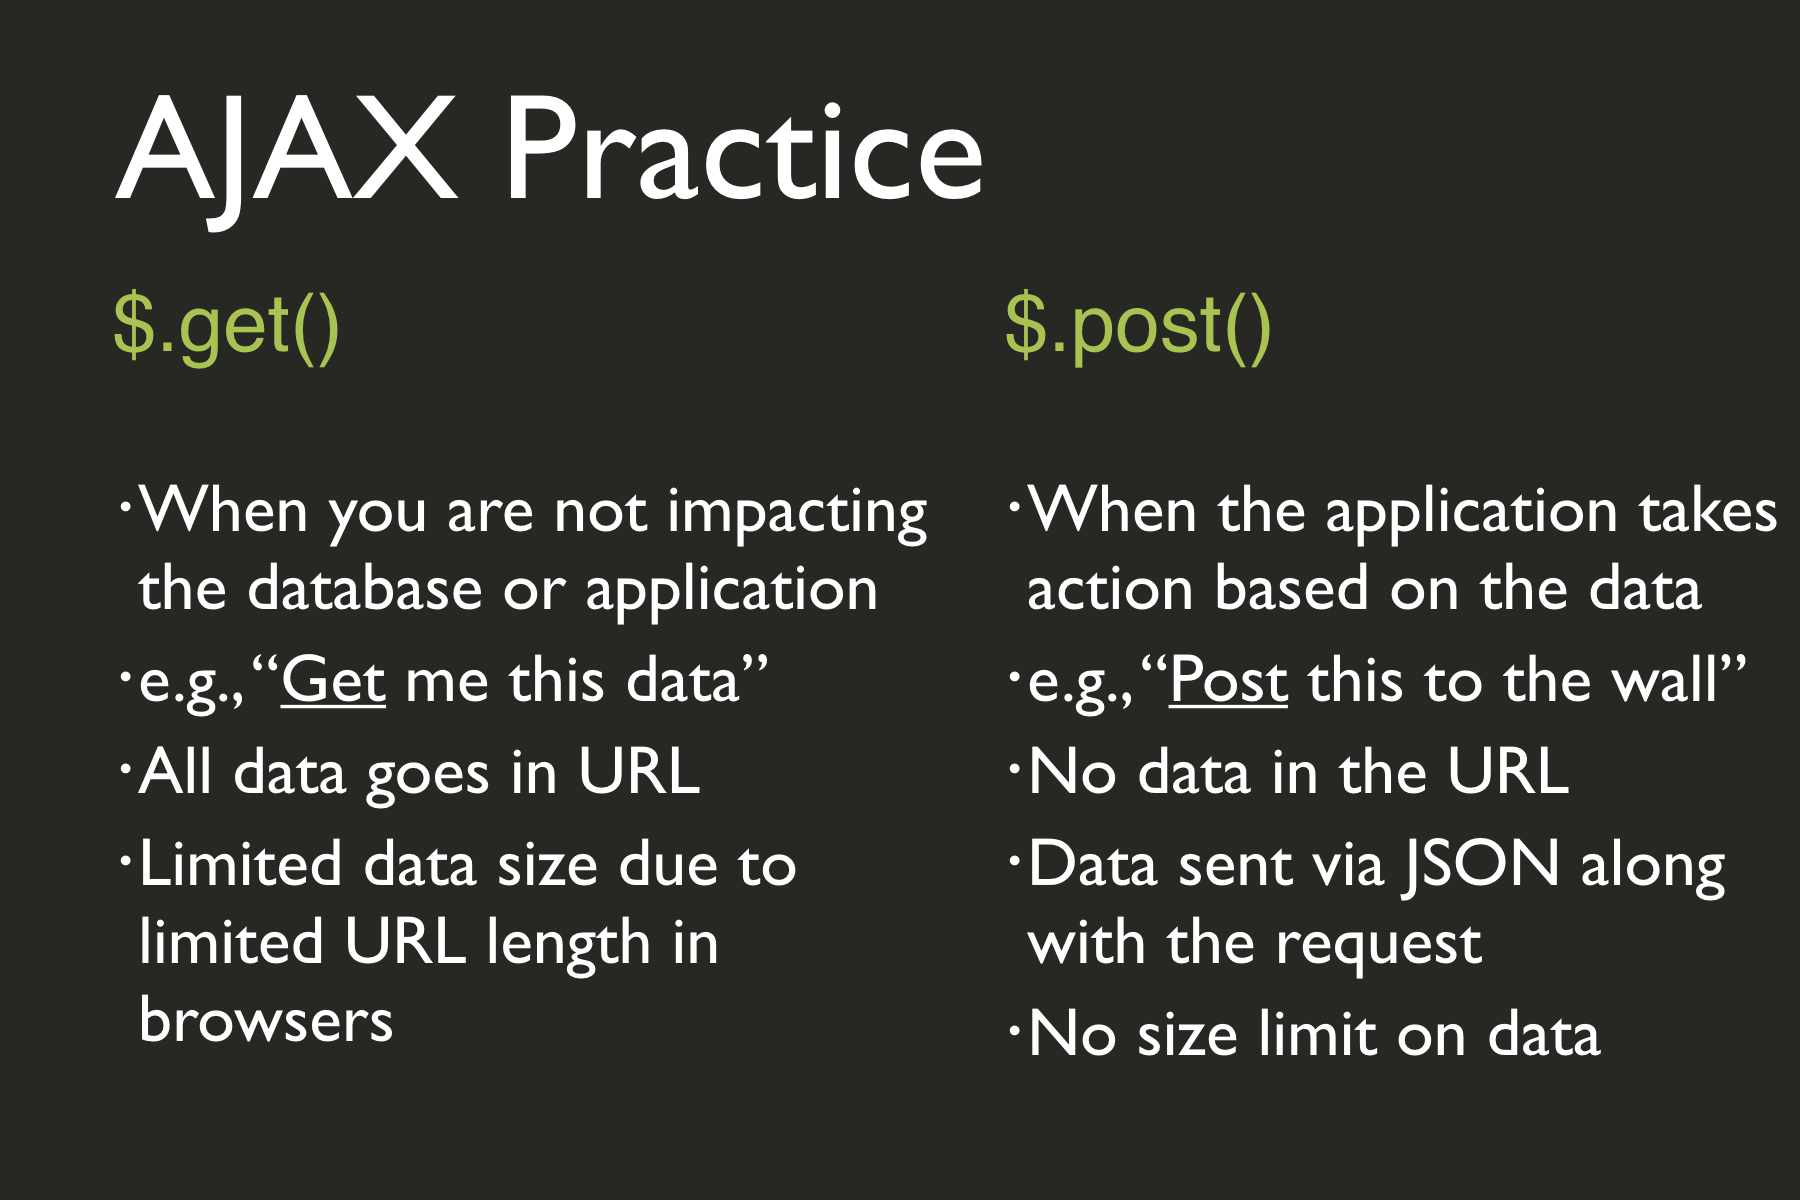 AJAX Practice
$.get()
·When you are not impacting
the database or application
·e.g., “Get me this data”
·All data goes in URL
·Limited data size due to
limited URL length in
browsers
$.post()
·When the application takes
action based on the data
·e.g., “Post this to the wall”
·No data in the URL
·Data sent via JSON along
with the request
·No size limit on data